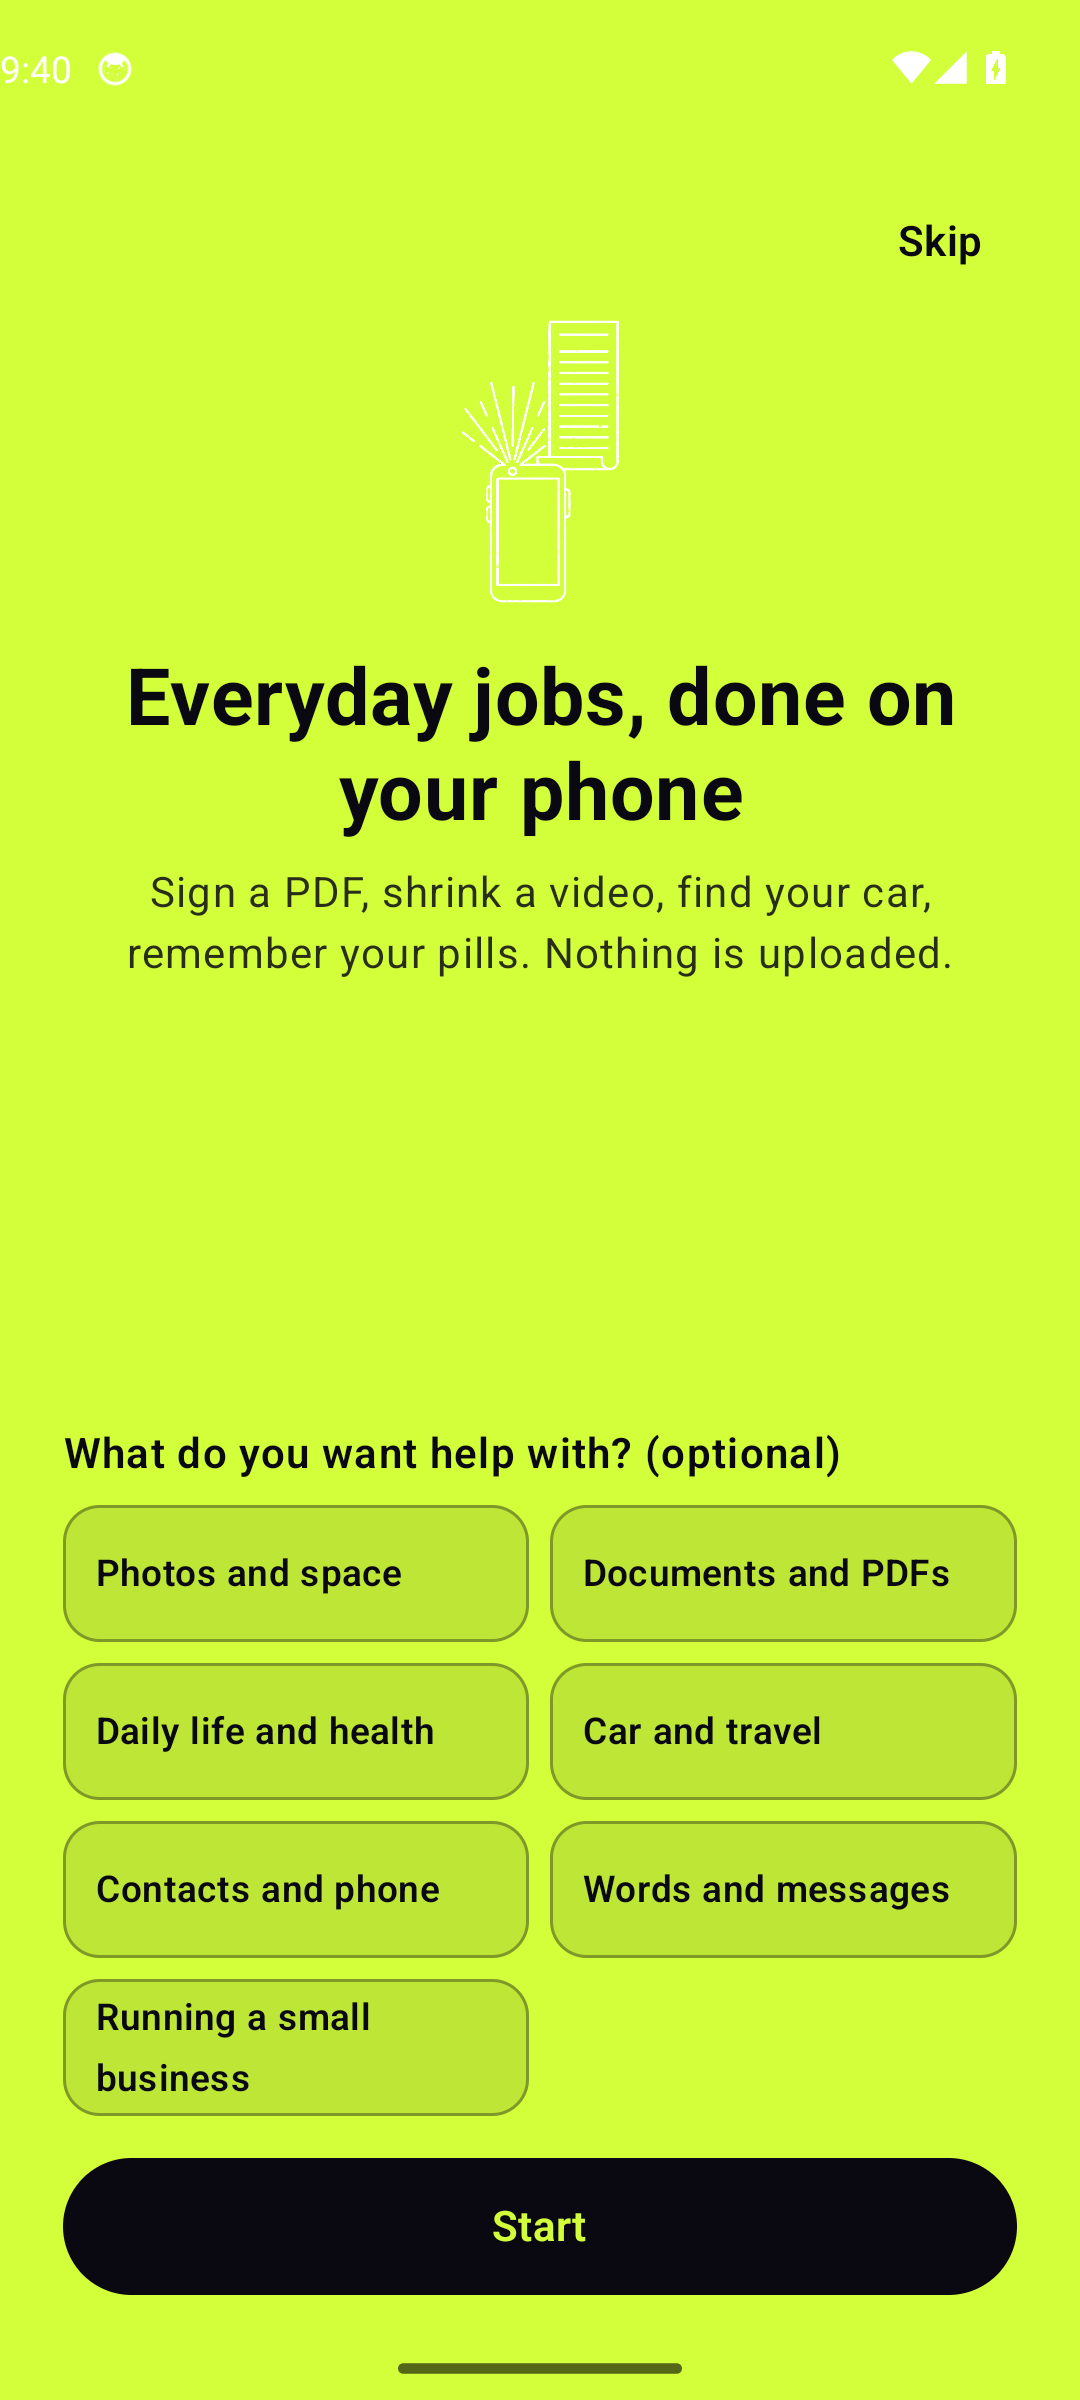 9:40
Skip
Everyday jobs, done on
your phone
Sign a PDF, shrink a video, find your car,
remember your pills. Nothing is uploaded.
What do you want help with? (optional)
Photos and space
Documents and PDFs
Daily life and health
Car and travel
Contacts and phone
Words and messages
Running a small
business
Start